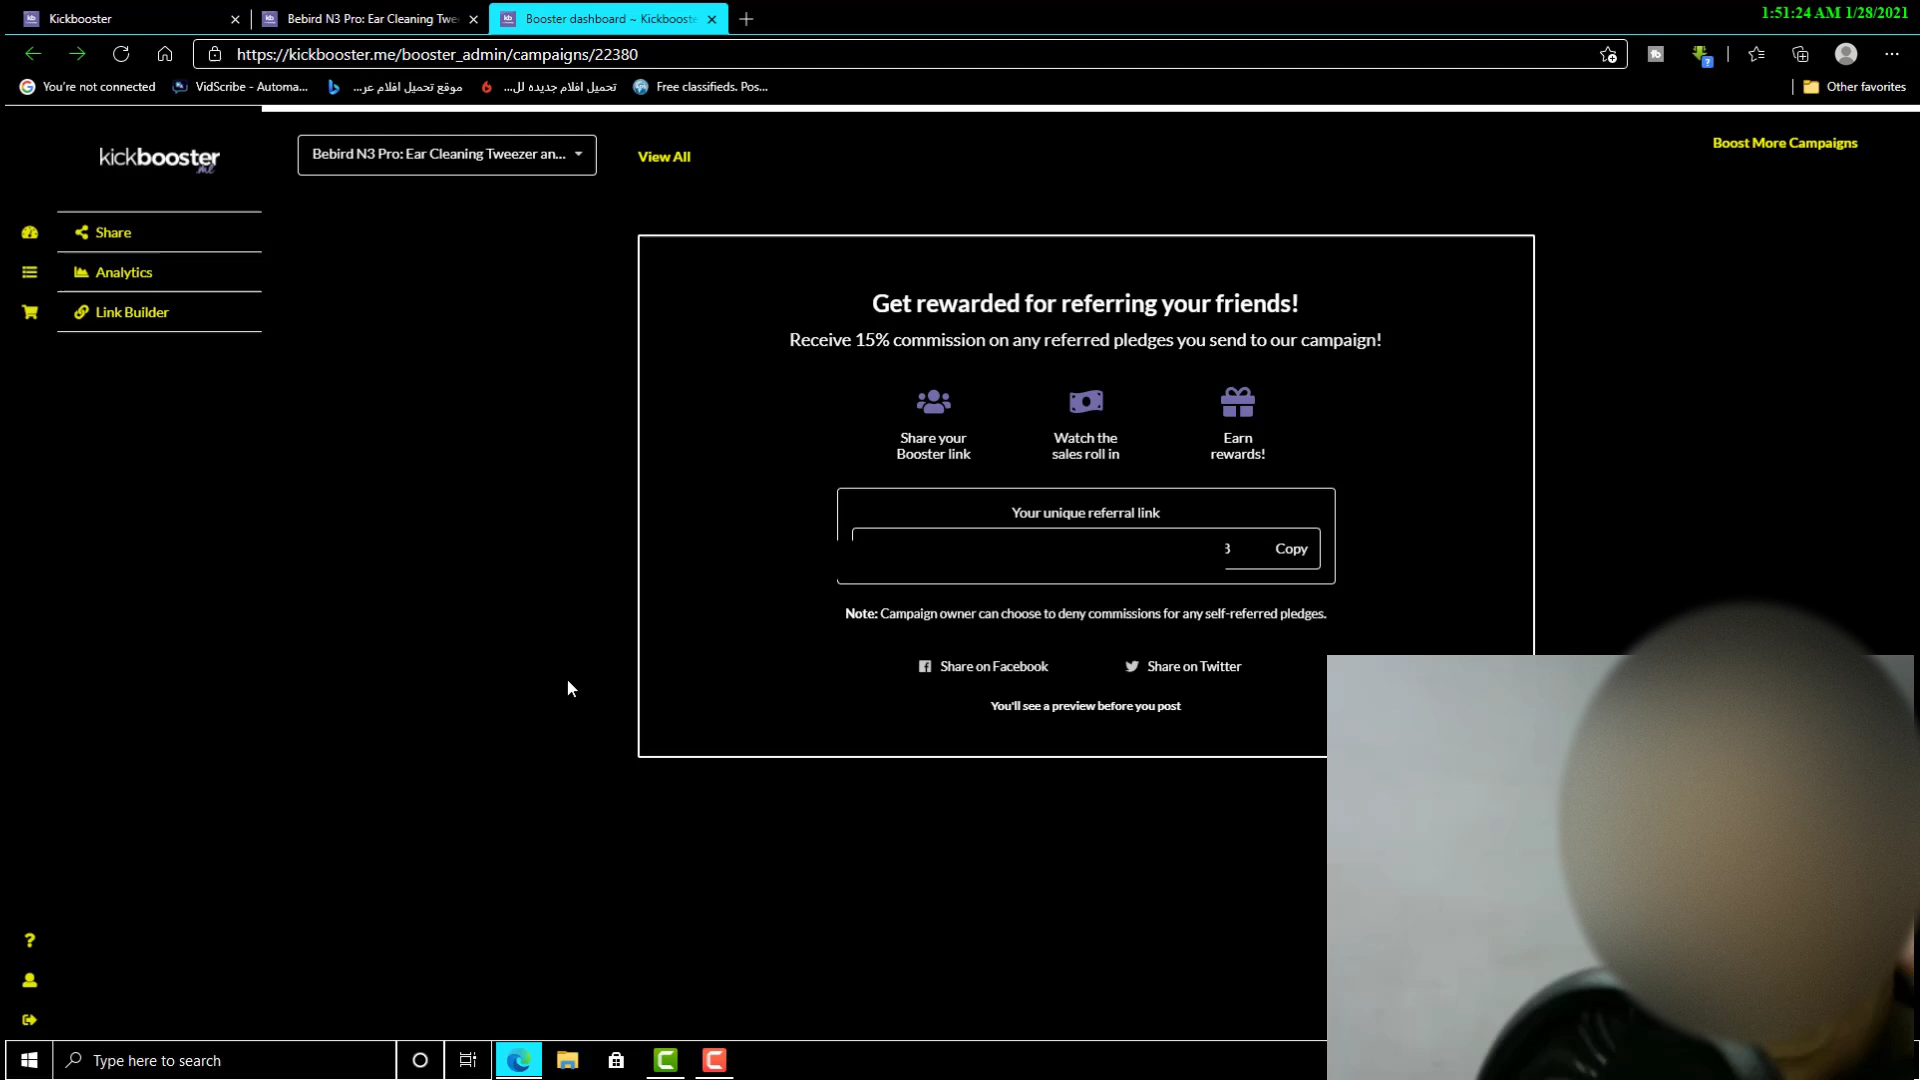 1:51:24 AM 1/28/2021
Kickbooster
Bebird N3 Pro: Ear Cleaning Twe
Booster dashboard ~ Kickbooste
https://kickbooster.me/booster_admin/campaigns/22380
You're not connected
VidScribe - Automa...
موقع تحميل افلام عر...
تحميل افلام جديده لل...
Free classifieds. Pos...
Other favorites
kickbooster
.me
Bebird N3 Pro: Ear Cleaning Tweezer an...
View All
Boost More Campaigns
Share
Analytics
Link Builder
Get rewarded for referring your friends!
Receive 15% commission on any referred pledges you send to our campaign!
Share your
Booster link
Watch the
sales roll in
Earn
rewards!
Your unique referral link
Copy
Note: Campaign owner can choose to deny commissions for any self-referred pledges.
Share on Facebook
Share on Twitter
You'll see a preview before you post
Type here to search